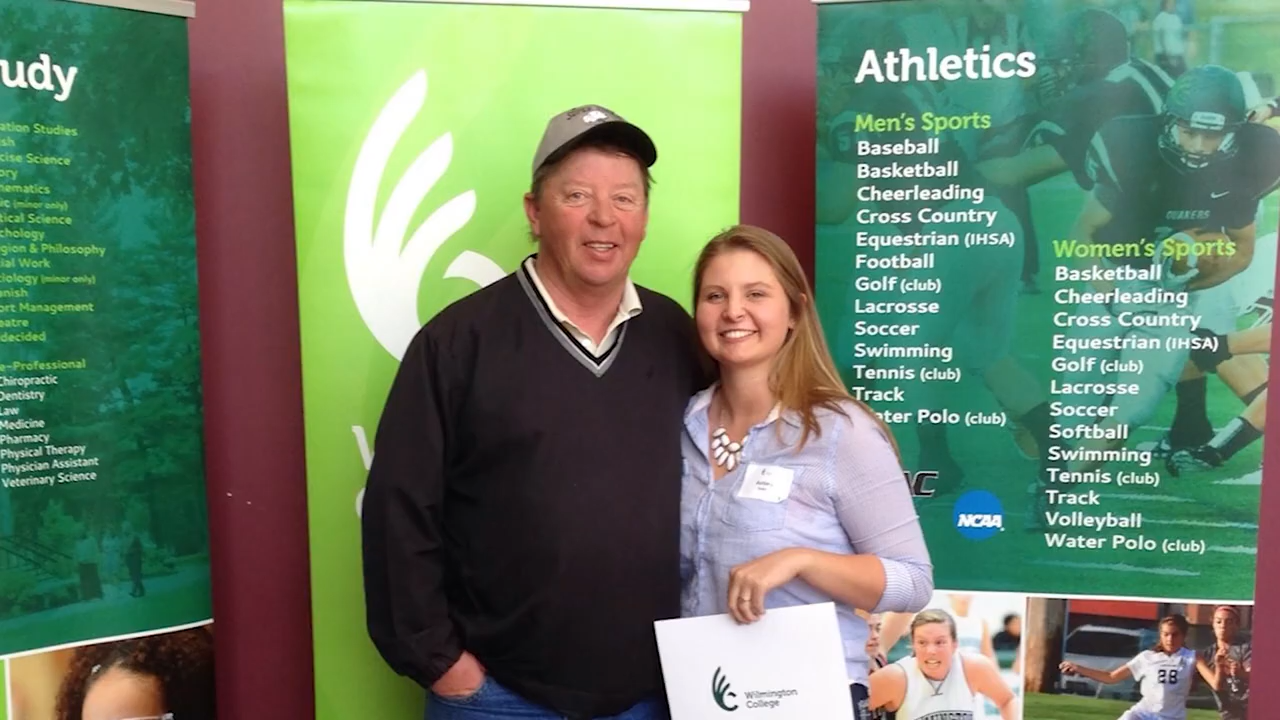 udy
ation Studies
sh
cise Science
ory
hematics
ic (minor only)
tical Science
chology
gion & Philosophy
ial Work
iology (minor only)
nish
ort Management
eatre
decided
e-Professional
Chiropractic
Dentistry
Law
Medicine
Pharmacy
Physical Therapy
Physician Assistant
Veterinary Science
Athletics
Men's Sports
Baseball
Basketball
Cheerleading
Cross Country
Equestrian (IHSA)
Football
Golf (club)
Lacrosse
Soccer
Swimming
Tennis (club)
Track
ater Polo (club)
AC
NCAA
QUAKERS
Women's Sports
Basketball
Cheerleading
Cross Country
Equestrian (IHSA)
Golf (club)
Lacrosse
Soccer
Softball
Swimming
Tennis (club)
Track
Volleyball
Water Polo (club)
Wilmington
College
28